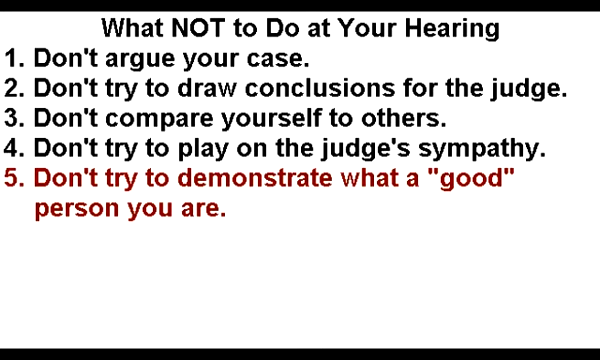 What NOT to Do at Your Hearing
1. Don't argue your case.
2. Don't try to draw conclusions for the judge.
3. Don't compare yourself to others.
4. Don't try to play on the judge's sympathy.
5. Don't try to demonstrate what a "good"
person you are.